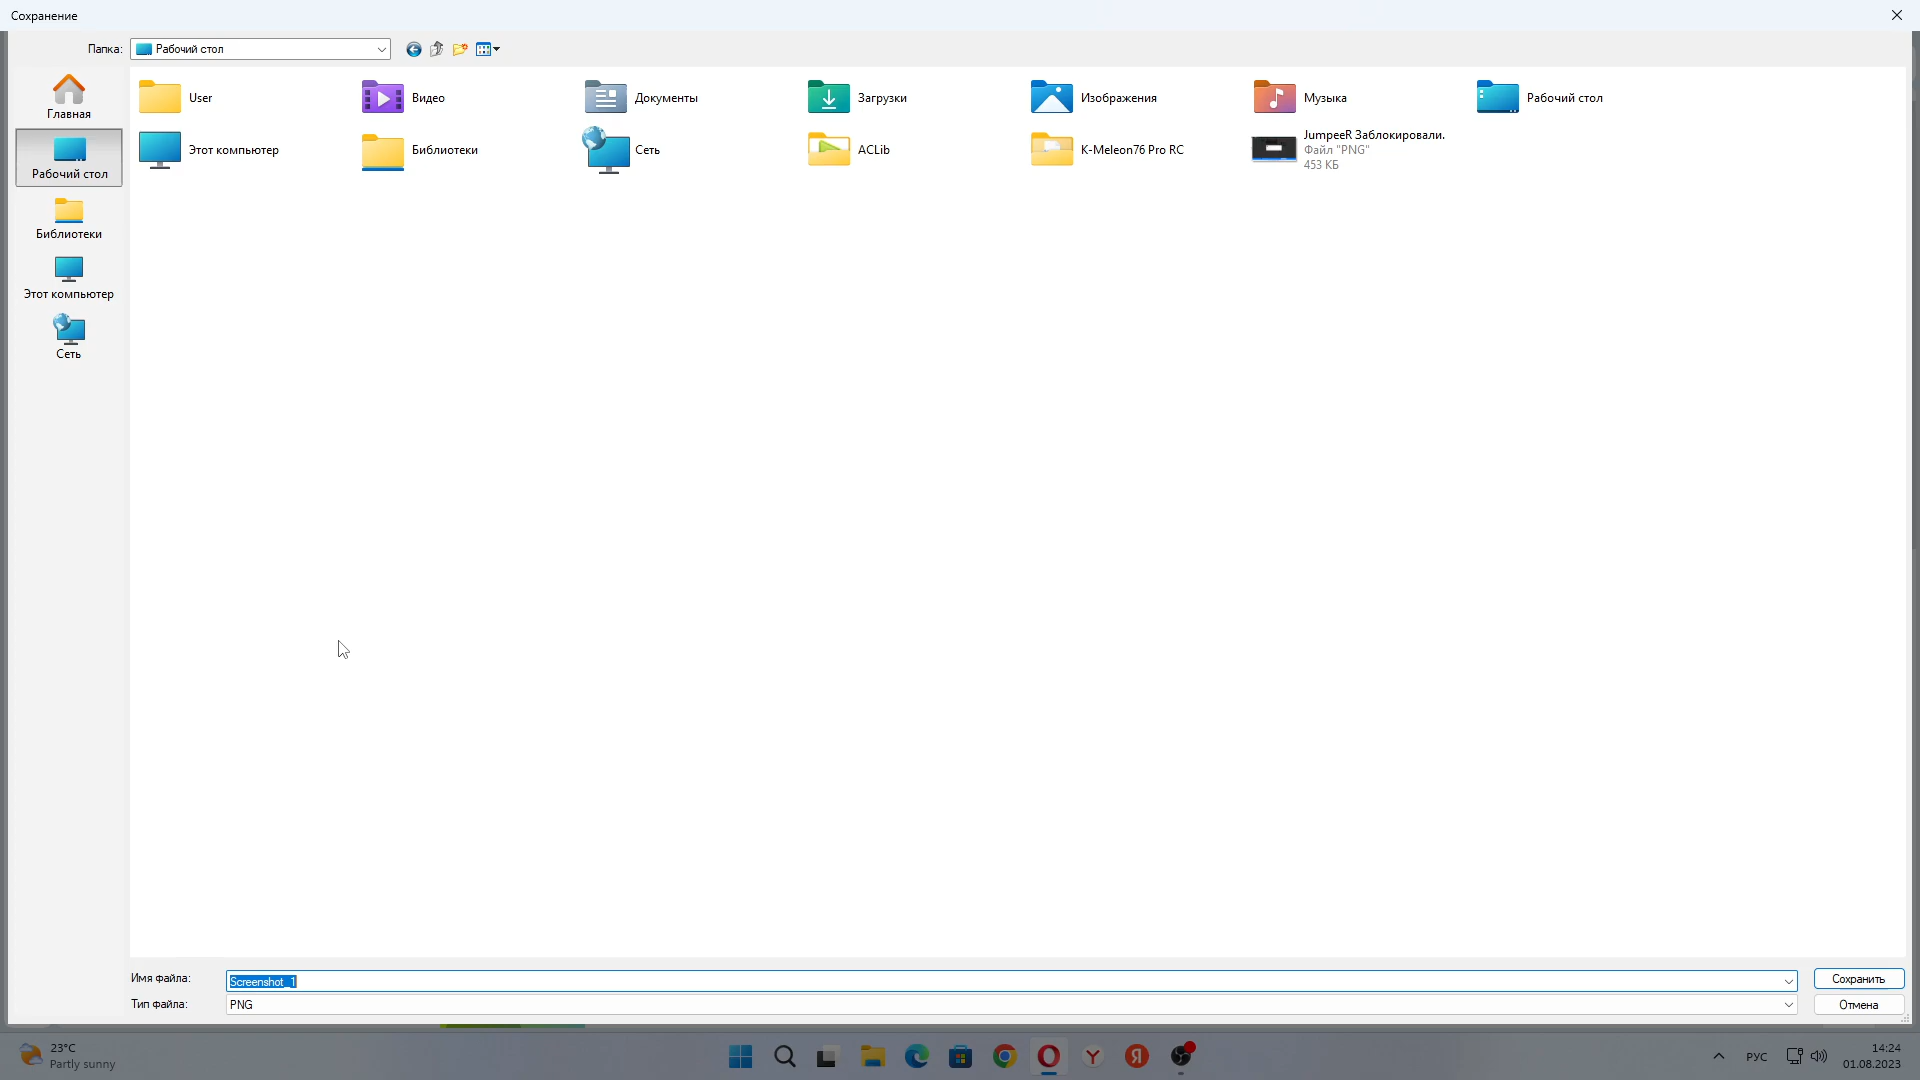 Сохранение
Папка: Рабочий стол
Главная
Рабочий стол
Библиотеки
Этот компьютер
Сеть
User
Видео
Документы
Загрузки
Изображения
Музыка
Рабочий стол
Этот компьютер
Библиотеки
Сеть
ACLib
K-Meleon76 Pro RC
JumpeeR Заблокировали.
Файл "PNG"
453 КБ
Имя файла: Screenshot_1
Сохранить
Тип файла: PNG
Отмена
23°C
Partly sunny
РУС
14:24
01.08.2023